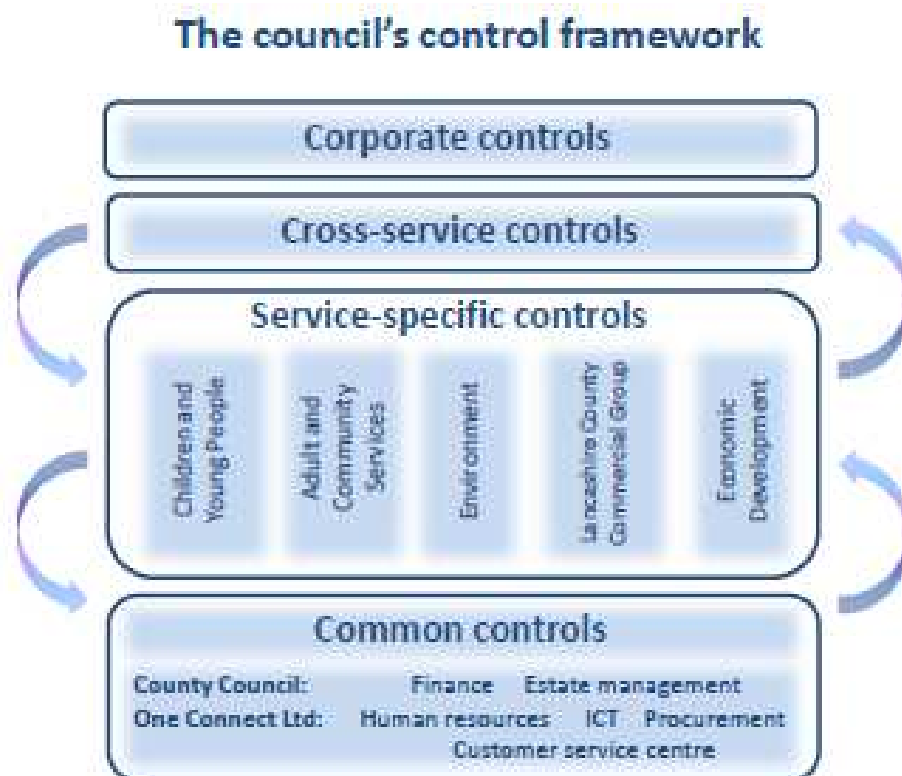 The council's control framework
Corporate controls
Cross-service controls
Service-specific controls
Children and
Young People
Adult and
Community
Services
Environment
Lancashire County
Commercial Group
Economic
Development
Common controls
County Council: Finance Estate management
One Connect Ltd: Human resources ICT Procurement
Customer service centre